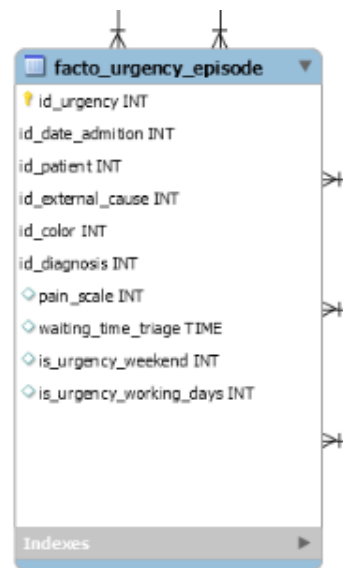 facto_urgency_episode
id_urgency INT
id_date_admition INT
id_patient INT
id_external_cause INT
id_color INT
id_diagnosis INT
pain_scale INT
waiting_time_triage TIME
is_urgency_weekend INT
is_urgency_working_days INT
Indexes